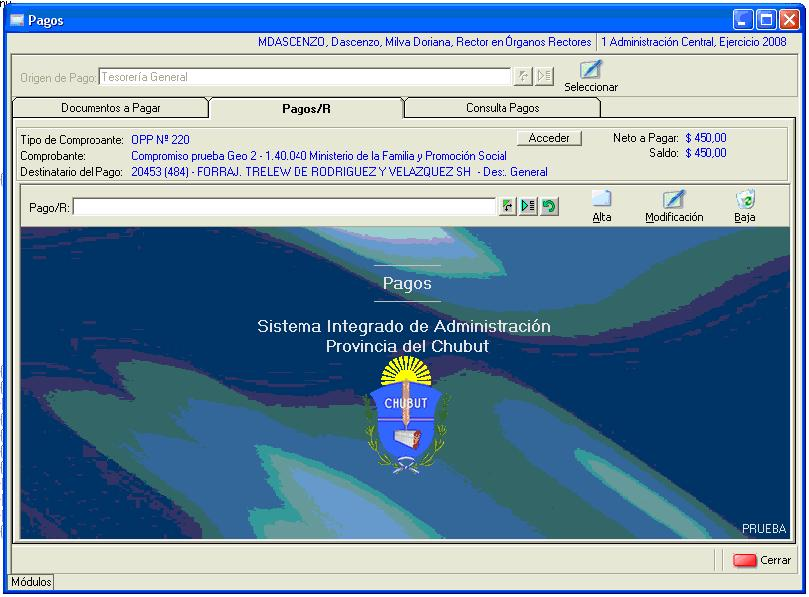 Pagos
MDASCENZO, Dascenzo, Milva Doriana, Rector en Órganos Rectores 1 Administración Central, Ejercicio 2008
Origen de Pago: Tesorería General
Seleccionar
Documentos a Pagar Pagos/R Consulta Pagos
Tipo de Comprobante: OPP Nº 220 Acceder Neto a Pagar: $ 450,00
Comprobante: Compromiso prueba Geo 2 - 1.40.040 Ministerio de la Familia y Promoción Social Saldo: $ 450,00
Destinatario del Pago: 20453 (484) - FORRAJ. TRELEW DE RODRIGUEZ Y VELAZQUEZ SH - Des:. General
Pago/R: Alta Modificación Baja
Pagos
Sistema Integrado de Administración
Provincia del Chubut
CHUBUT
PRUEBA
Cerrar
Módulos